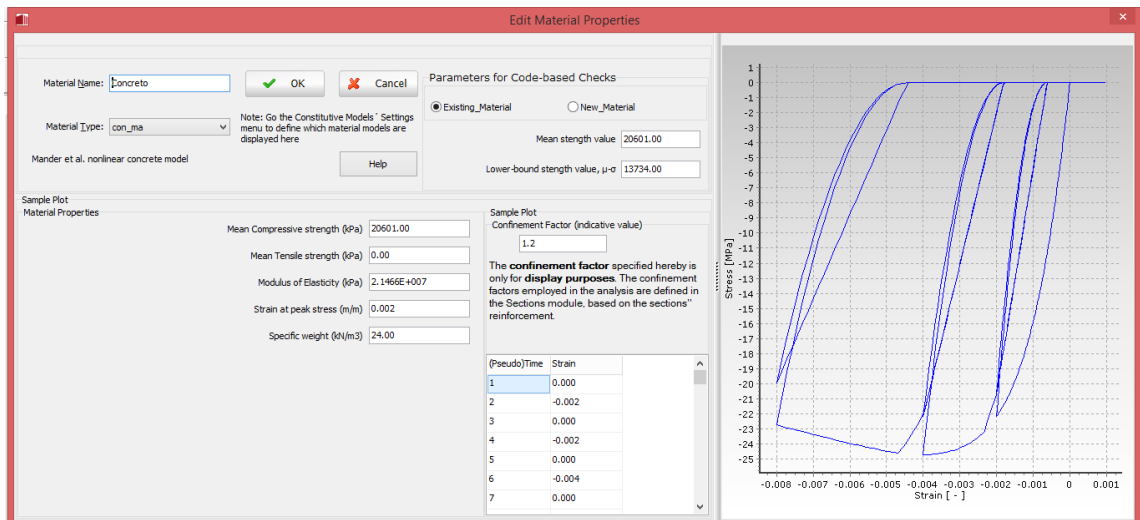 Edit Material Properties
Material Name: Concreto
OK
Cancel
Material Type: con_ma
Note: Go the Constitutive Models´ Settings
menu to define which material models are
displayed here
Mander et al. nonlinear concrete model
Help
Parameters for Code-based Checks
Existing_Material
New_Material
Mean stength value 20601.00
Lower-bound stength value, μ-σ 13734.00
Sample Plot
Material Properties
Mean Compressive strength (kPa) 20601.00
Mean Tensile strength (kPa) 0.00
Modulus of Elasticity (kPa) 2.1466E+007
Strain at peak stress (m/m) 0.002
Specific weight (kN/m3) 24.00
Sample Plot
Confinement Factor (indicative value)
1.2
The confinement factor specified hereby is
only for display purposes. The confinement
factors employed in the analysis are defined in
the Sections module, based on the sections''
reinforcement.
(Pseudo)Time Strain
1 0.000
2 -0.002
3 0.000
4 -0.002
5 0.000
6 -0.004
7 0.000
Stress [MPa]
1
0
-1
-2
-3
-4
-5
-6
-7
-8
-9
-10
-11
-12
-13
-14
-15
-16
-17
-18
-19
-20
-21
-22
-23
-24
-25
-0.008 -0.007 -0.006 -0.005 -0.004 -0.003 -0.002 -0.001 0 0.001
Strain [ - ]